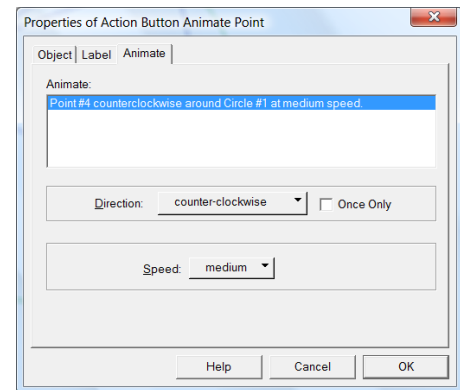 Properties of Action Button Animate Point
Object Label Animate
Animate:
Point #4 counterclockwise around Circle #1 at medium speed.
Direction: counter-clockwise Once Only
Speed: medium
Help Cancel OK